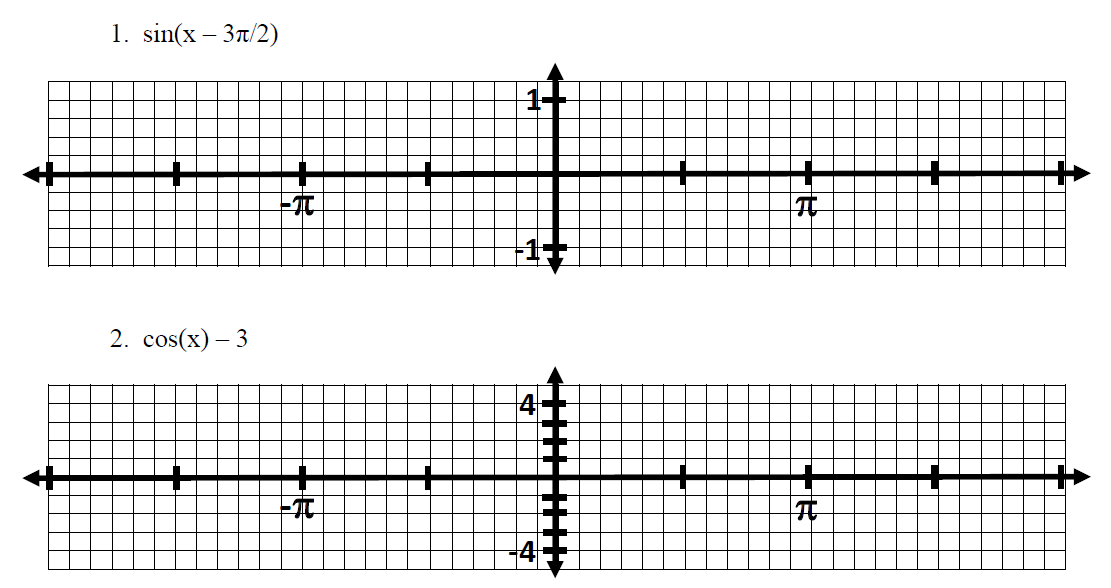 1. sin(x – 3π/2)
1
-π π
-1
2. cos(x) – 3
4
-π π
-4